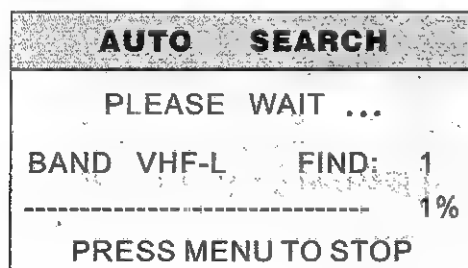 AUTO SEARCH
PLEASE WAIT ...
BAND VHF-L FIND: 1
------------------------------ 1%
PRESS MENU TO STOP